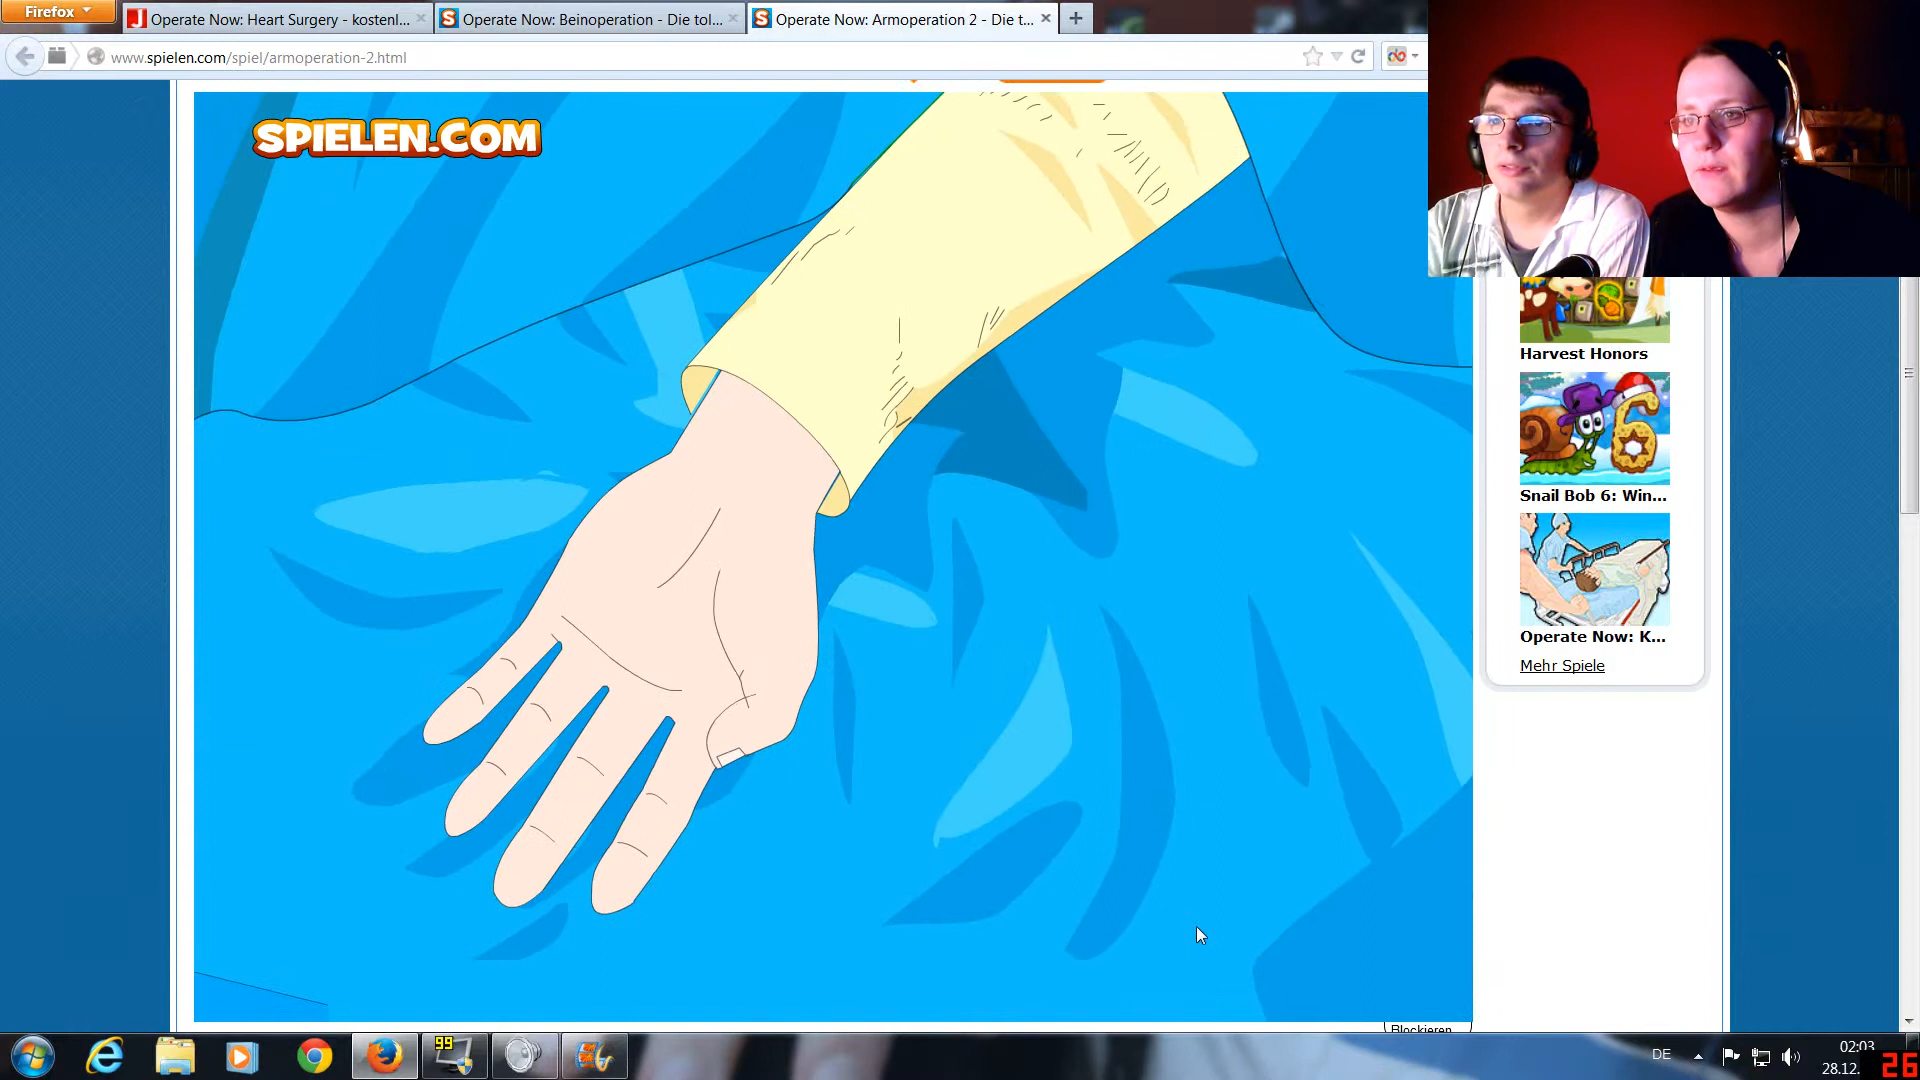 Firefox
Operate Now: Heart Surgery - kostenl...
Operate Now: Beinoperation - Die tol...
Operate Now: Armoperation 2 - Die t...
www.spielen.com/spiel/armoperation-2.html
SPIELEN.COM
Harvest Honors
Snail Bob 6: Win...
Operate Now: K...
Mehr Spiele
Blockieren
99
DE
02:03
28.12.
26